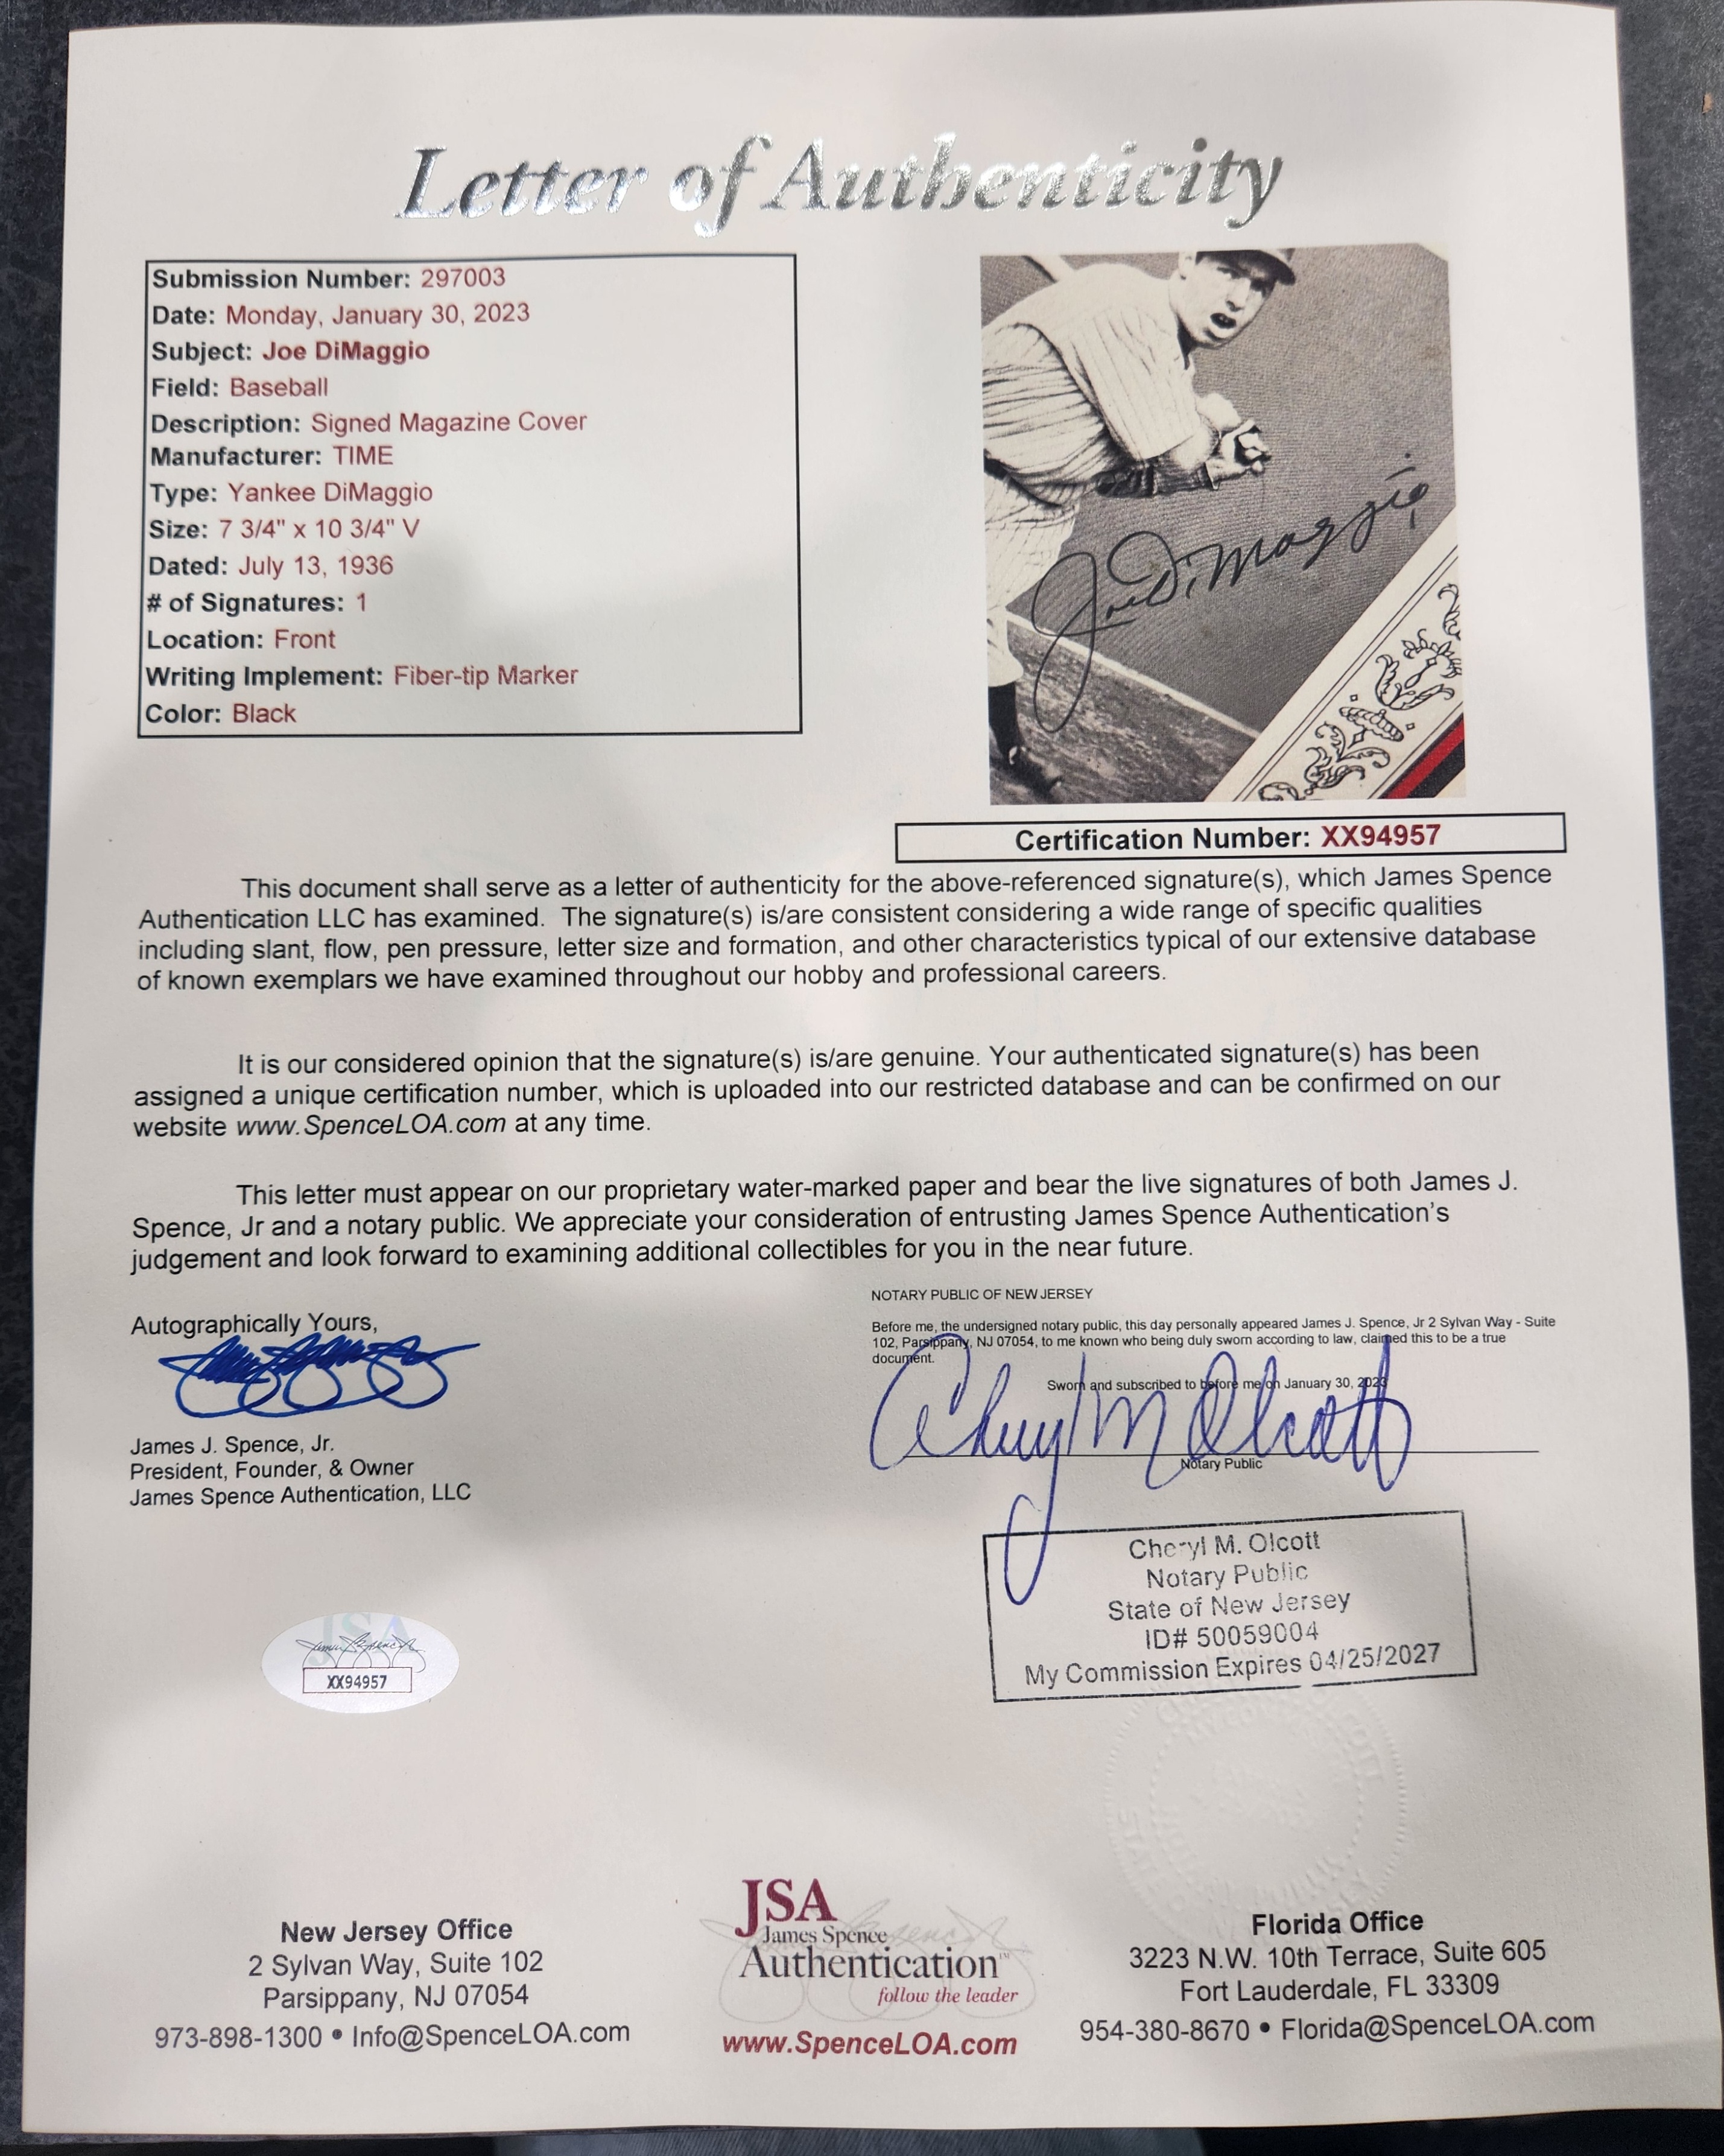 Letter of Authenticity
Submission Number: 297003
Date: Monday, January 30, 2023
Subject: Joe DiMaggio
Field: Baseball
Description: Signed Magazine Cover
Manufacturer: TIME
Type: Yankee DiMaggio
Size: 7 3/4" x 10 3/4" V
Dated: July 13, 1936
# of Signatures: 1
Location: Front
Writing Implement: Fiber-tip Marker
Color: Black
Joe DiMaggio
Certification Number: XX94957
This document shall serve as a letter of authenticity for the above-referenced signature(s), which James Spence
Authentication LLC has examined. The signature(s) is/are consistent considering a wide range of specific qualities
including slant, flow, pen pressure, letter size and formation, and other characteristics typical of our extensive database
of known exemplars we have examined throughout our hobby and professional careers.
It is our considered opinion that the signature(s) is/are genuine. Your authenticated signature(s) has been
assigned a unique certification number, which is uploaded into our restricted database and can be confirmed on our
website www.SpenceLOA.com at any time.
This letter must appear on our proprietary water-marked paper and bear the live signatures of both James J.
Spence, Jr and a notary public. We appreciate your consideration of entrusting James Spence Authentication's
judgement and look forward to examining additional collectibles for you in the near future.
Autographically Yours,
James J. Spence, Jr.
President, Founder, & Owner
James Spence Authentication, LLC
NOTARY PUBLIC OF NEW JERSEY
Before me, the undersigned notary public, this day personally appeared James J. Spence, Jr 2 Sylvan Way - Suite
102, Parsippany, NJ 07054, to me known who being duly sworn according to law, claimed this to be a true
document.
Sworn and subscribed to before me on January 30, 2023
Cheryl M Olcott
Notary Public
Cheryl M. Olcott
Notary Public
State of New Jersey
ID# 50059004
My Commission Expires 04/25/2027
JSA
XX94957
New Jersey Office
2 Sylvan Way, Suite 102
Parsippany, NJ 07054
973-898-1300 • Info@SpenceLOA.com
JSA
James Spence
Authentication™
follow the leader
www.SpenceLOA.com
Florida Office
3223 N.W. 10th Terrace, Suite 605
Fort Lauderdale, FL 33309
954-380-8670 • Florida@SpenceLOA.com